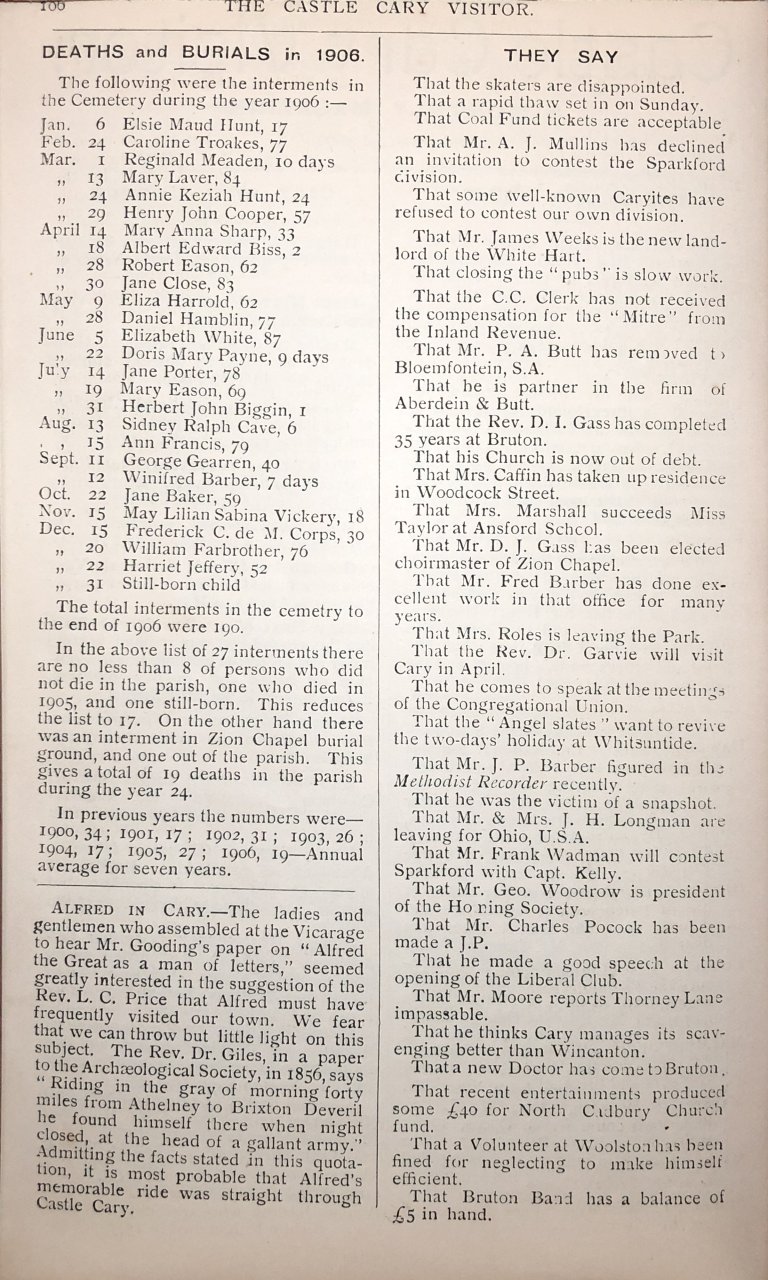 100
THE CASTLE CARY VISITOR.
DEATHS and BURIALS in 1906.
The following were the interments in
the Cemetery during the year 1906 :—
Jan. 6 Elsie Maud Hunt, 17
Feb. 24 Caroline Troakes, 77
Mar. 1 Reginald Meaden, 10 days
„ 13 Mary Laver, 84
„ 24 Annie Keziah Hunt, 24
„ 29 Henry John Cooper, 57
April 14 Mary Anna Sharp, 33
„ 18 Albert Edward Biss, 2
„ 28 Robert Eason, 62
„ 30 Jane Close, 83
May 9 Eliza Harrold, 62
„ 28 Daniel Hamblin, 77
June 5 Elizabeth White, 87
„ 22 Doris Mary Payne, 9 days
July 14 Jane Porter, 78
„ 19 Mary Eason, 69
„ 31 Herbert John Biggin, 1
Aug. 13 Sidney Ralph Cave, 6
„ 15 Ann Francis, 79
Sept. 11 George Gearren, 40
„ 12 Winifred Barber, 7 days
Oct. 22 Jane Baker, 59
Nov. 15 May Lilian Sabina Vickery, 18
Dec. 15 Frederick C. de M. Corps, 30
„ 20 William Farbrother, 76
„ 22 Harriet Jeffery, 52
„ 31 Still-born child
The total interments in the cemetry to
the end of 1906 were 190.
In the above list of 27 interments there
are no less than 8 of persons who did
not die in the parish, one who died in
1905, and one still-born. This reduces
the list to 17. On the other hand there
was an interment in Zion Chapel burial
ground, and one out of the parish. This
gives a total of 19 deaths in the parish
during the year 24.
In previous years the numbers were—
1900, 34 ; 1901, 17 ; 1902, 31 ; 1903, 26 ;
1904, 17 ; 1905, 27 ; 1906, 19—Annual
average for seven years.
ALFRED IN CARY.—The ladies and
gentlemen who assembled at the Vicarage
to hear Mr. Gooding's paper on "Alfred
the Great as a man of letters," seemed
greatly interested in the suggestion of the
Rev. L. C. Price that Alfred must have
frequently visited our town. We fear
that we can throw but little light on this
subject. The Rev. Dr. Giles, in a paper
to the Archæological Society, in 1856, says
"Riding in the gray of morning forty
miles from Athelney to Brixton Deveril
he found himself there when night
closed, at the head of a gallant army."
Admitting the facts stated in this quota-
tion, it is most probable that Alfred's
memorable ride was straight through
Castle Cary.
THEY SAY
That the skaters are disappointed.
That a rapid thaw set in on Sunday.
That Coal Fund tickets are acceptable
That Mr. A. J. Mullins has declined
an invitation to contest the Sparkford
division.
That some well-known Caryites have
refused to contest our own division.
That Mr. James Weeks is the new land-
lord of the White Hart.
That closing the "pubs" is slow work.
That the C.C. Clerk has not received
the compensation for the "Mitre" from
the Inland Revenue.
That Mr. P. A. Butt has removed to
Bloemfontein, S.A.
That he is partner in the firm of
Aberdein & Butt.
That the Rev. D. I. Gass has completed
35 years at Bruton.
That his Church is now out of debt.
That Mrs. Caffin has taken up residence
in Woodcock Street.
That Mrs. Marshall succeeds Miss
Taylor at Ansford School.
That Mr. D. J. Gass has been elected
choirmaster of Zion Chapel.
That Mr. Fred Barber has done ex-
cellent work in that office for many
years.
That Mrs. Roles is leaving the Park.
That the Rev. Dr. Garvie will visit
Cary in April.
That he comes to speak at the meetings
of the Congregational Union.
That the "Angel slates" want to revive
the two-days' holiday at Whitsuntide.
That Mr. J. P. Barber figured in the
Methodist Recorder recently.
That he was the victim of a snapshot.
That Mr. & Mrs. J. H. Longman are
leaving for Ohio, U.S.A.
That Mr. Frank Wadman will contest
Sparkford with Capt. Kelly.
That Mr. Geo. Woodrow is president
of the Homing Society.
That Mr. Charles Pocock has been
made a J.P.
That he made a good speech at the
opening of the Liberal Club.
That Mr. Moore reports Thorney Lane
impassable.
That he thinks Cary manages its scav-
enging better than Wincanton.
That a new Doctor has come to Bruton.
That recent entertainments produced
some £40 for North Cadbury Church
fund.
That a Volunteer at Woolston has been
fined for neglecting to make himself
efficient.
That Bruton Band has a balance of
£5 in hand.